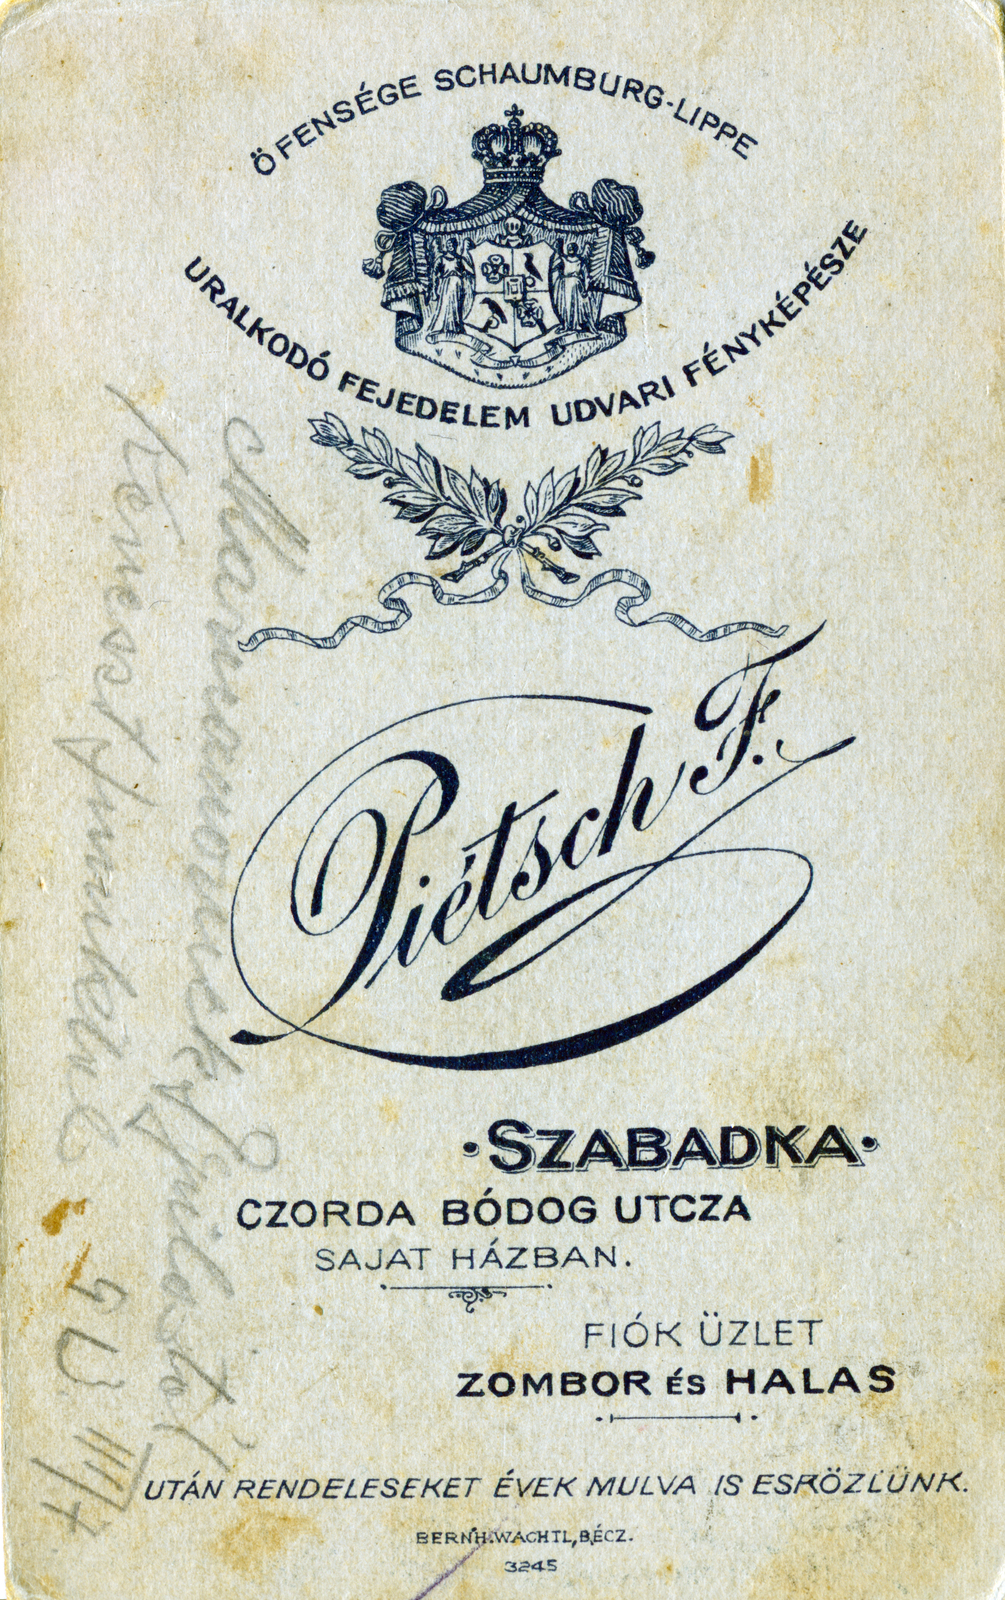 Ö FENSÉGE SCHAUMBURG-LIPPE
URALKODÓ FEJEDELEM UDVARI FÉNYKÉPÉSZE
Piétsch F.
·SZABADKA·
CZORDA BÓDOG UTCZA
SAJAT HÁZBAN.
FIÓK ÜZLET
ZOMBOR ÉS HALAS
UTÁN RENDELESEKET ÉVEK MULVA IS ESRÖZLÜNK.
BERNH.WACHTL, BÉCZ.
3245